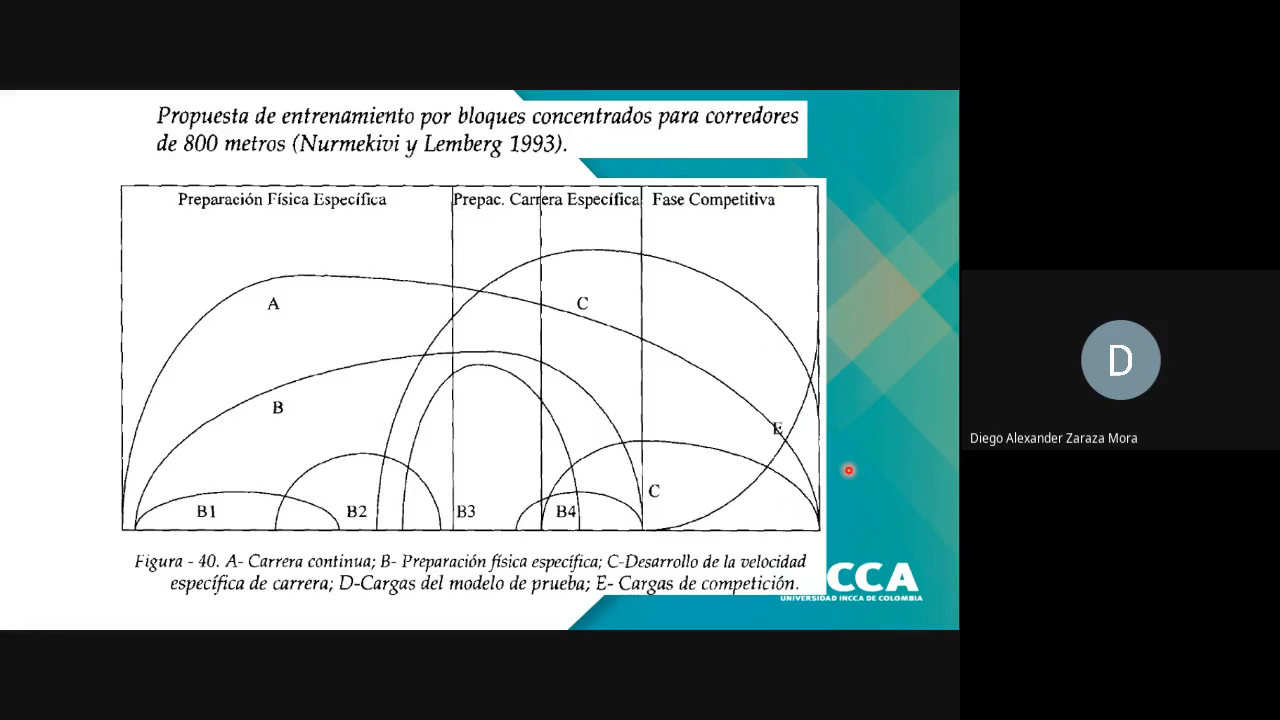 Propuesta de entrenamiento por bloques concentrados para corredores
de 800 metros (Nurmekivi y Lemberg 1993).
Preparación Física Específica
Prepac. Carrera Específica
Fase Competitiva
A
C
B
E
B1
B2
B3
B4
C
Figura - 40. A- Carrera continua; B- Preparación física específica; C-Desarrollo de la velocidad
específica de carrera; D-Cargas del modelo de prueba; E- Cargas de competición.
CCA
UNIVERSIDAD INCCA DE COLOMBIA
D
Diego Alexander Zaraza Mora